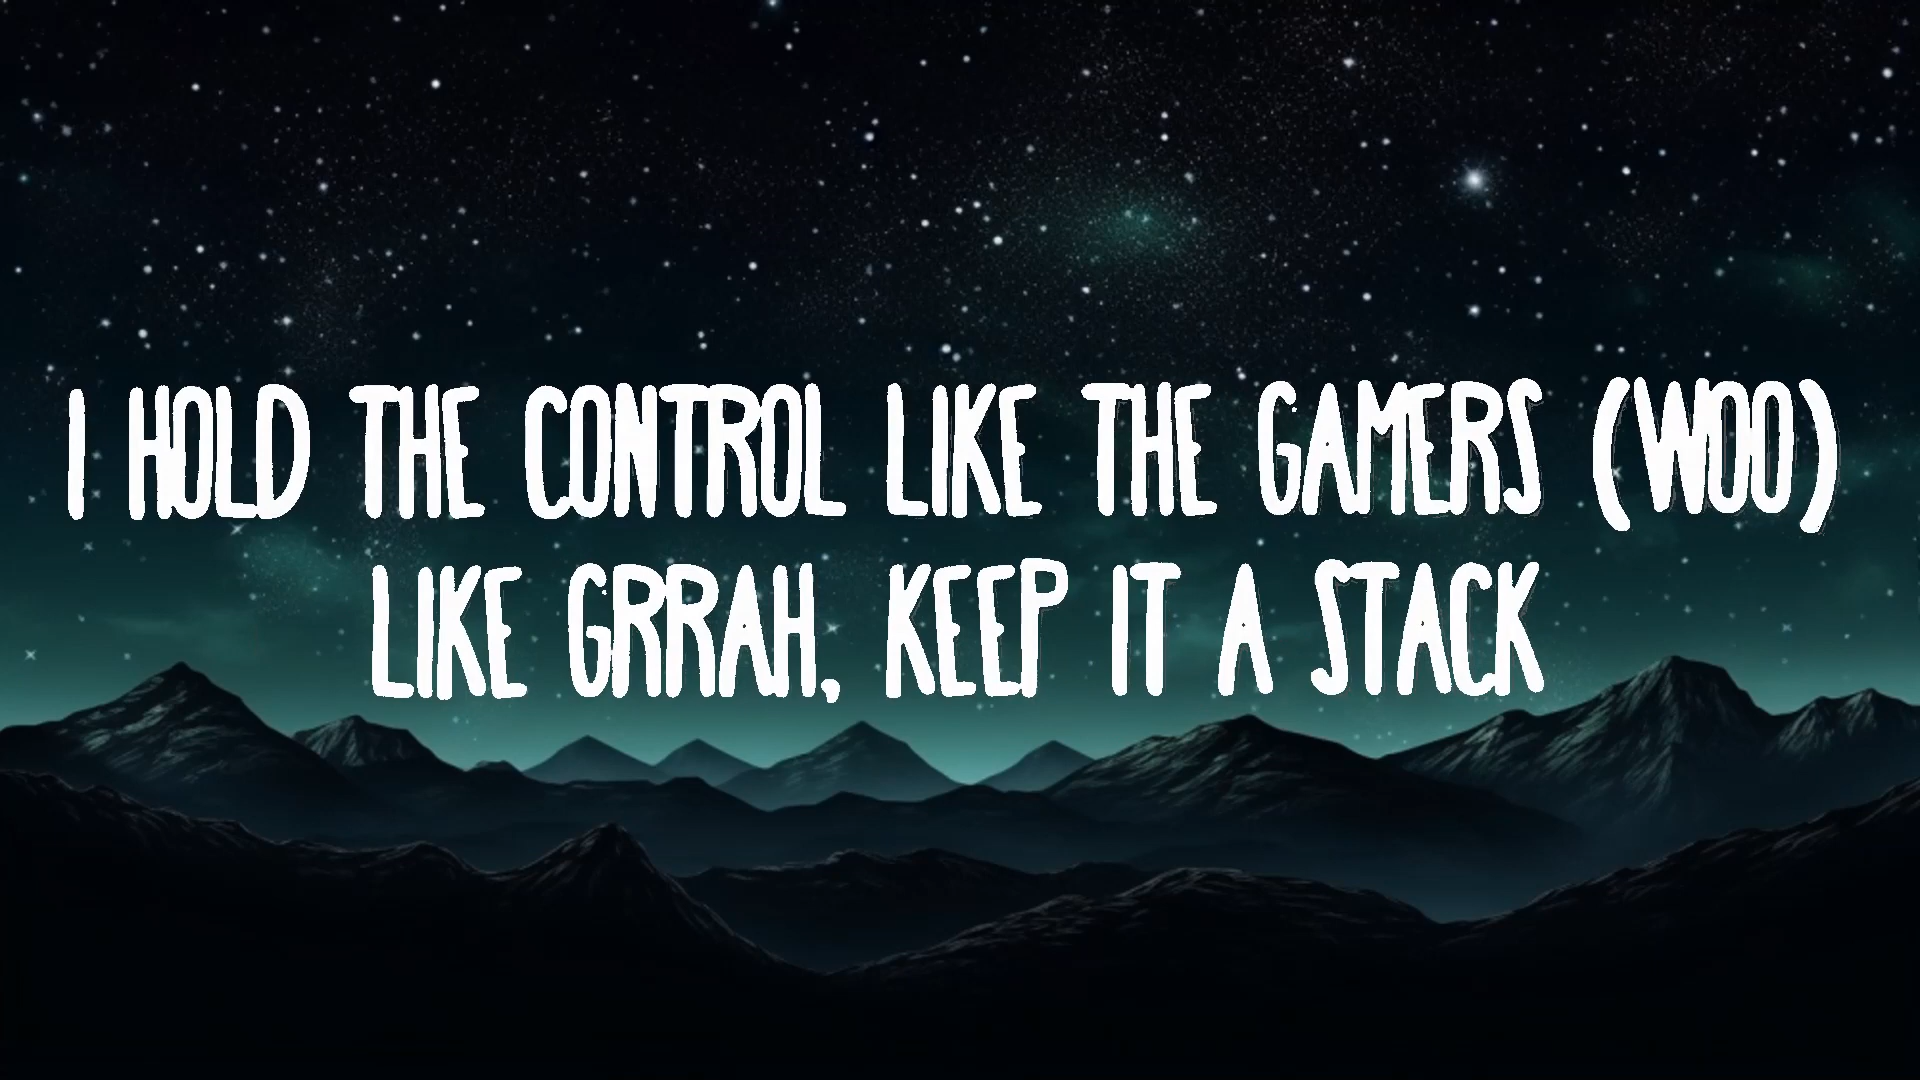 I HOLD THE CONTROL LIKE THE GAMERS (WOO)
LIKE GRRAH, KEEP IT A STACK